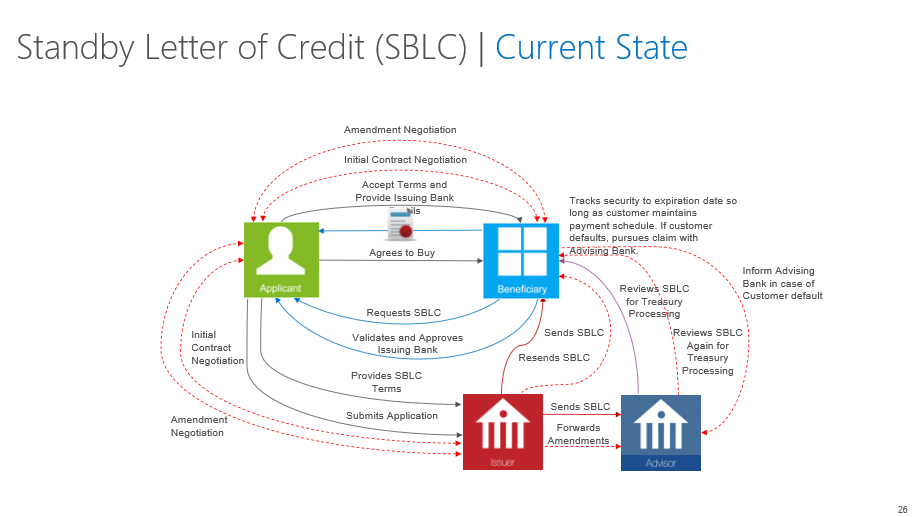 Standby Letter of Credit (SBLC) | Current State
Amendment Negotiation
Initial Contract Negotiation
Accept Terms and
Provide Issuing Bank
Tracks security to expiration date so
long as customer maintains
payment schedule. If customer
defaults, pursues claim with
Advising Bank.
Agrees to Buy
Applicant
Beneficiary
Inform Advising
Bank in case of
Customer default
Reviews SBLC
for Treasury
Processing
Requests SBLC
Validates and Approves
Issuing Bank
Sends SBLC
Resends SBLC
Reviews SBLC
Again for
Treasury
Processing
Initial
Contract
Negotiation
Provides SBLC
Terms
Submits Application
Amendment
Negotiation
Sends SBLC
Forwards
Amendments
Issuer
Advisor
26